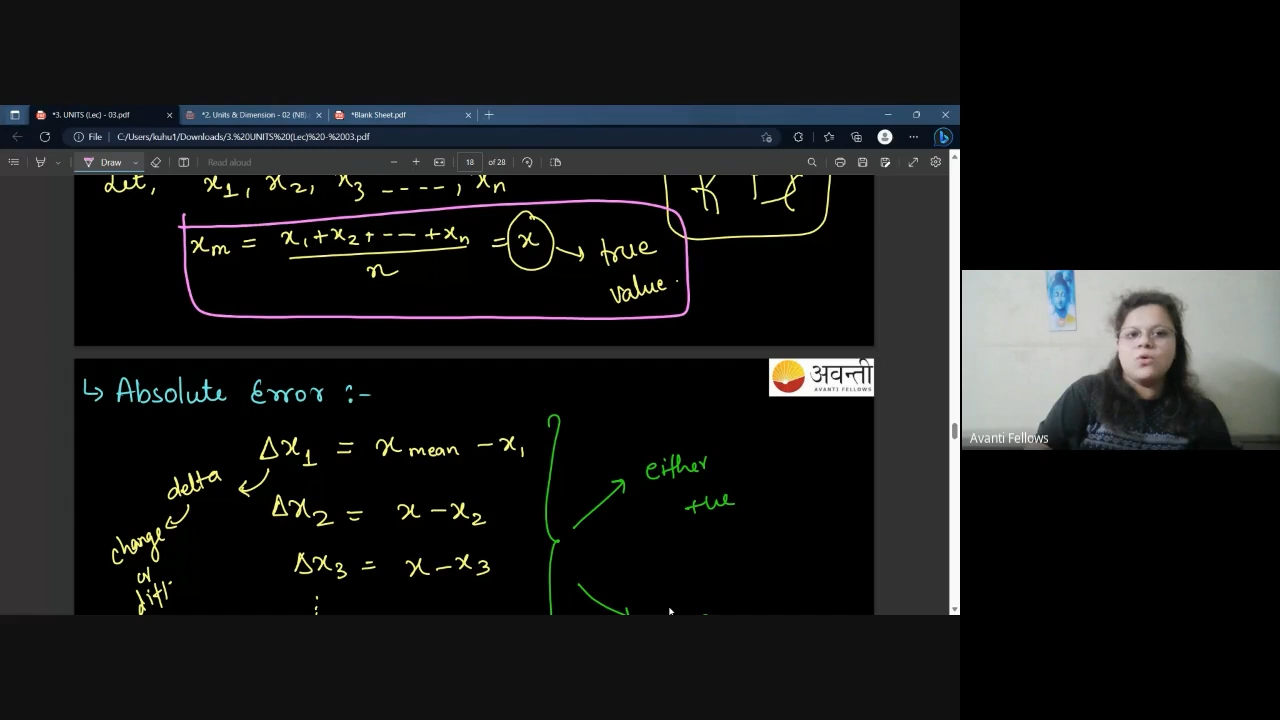 *3. UNITS (Lec) - 03.pdf
*2. Units & Dimension - 02 (NB).
*Blank Sheet.pdf
File
C:/Users/kuhu1/Downloads/3.%20UNITS%20(Lec)%20-%2003.pdf
Draw
Read aloud
18
of 28
Let, x1, x2, x3 ----, xn
xm = x1+x2+---+xn = x → true
n
value.
↳ Absolute Error :-
अवन्ती
AVANTI FELLOWS
Δx1 = x mean - x1
delta
Δx2 = x - x2
change
or
Δx3 = x - x3
either
+ve
Avanti Fellows